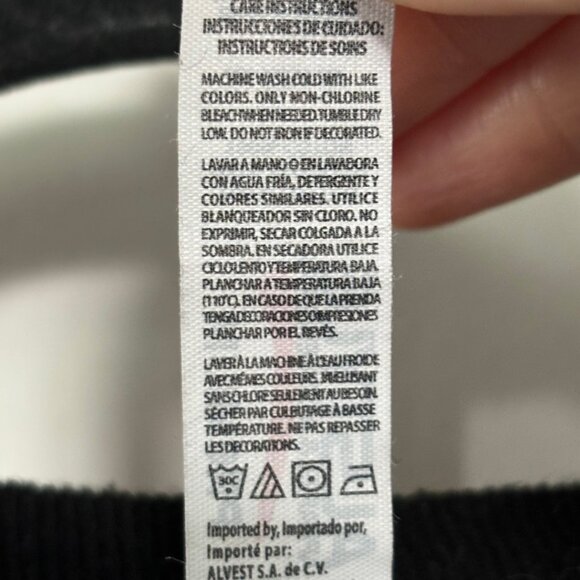 CARE INSTRUCTIONS
INSTRUCCIONES DE CUIDADO:
INSTRUCTIONS DE SOINS
MACHINE WASH COLD WITH LIKE
COLORS. ONLY NON-CHLORINE
BLEACH WHEN NEEDED. TUMBLE DRY
LOW. DO NOT IRON IF DECORATED.
LAVAR A MANO O EN LAVADORA
CON AGUA FRÍA, DETERGENTE Y
COLORES SIMILARES. UTILICE
BLANQUEADOR SIN CLORO. NO
EXPRIMIR, SECAR COLGADA A LA
SOMBRA. EN SECADORA UTILICE
CICLO LENTO Y TEMPERATURA BAJA.
PLANCHAR A TEMPERATURA BAJA
(110°C). EN CASO DE QUE LA PRENDA
TENGA DECORACIONES O IMPRESIONES
PLANCHAR POR EL REVÉS.
LAVER À LA MACHINE À L'EAU FROIDE
AVEC MÊMES COULEURS. JAVELLISANT
SANS CHLORE SEULEMENT AU BESOIN.
SÉCHER PAR CULBUTAGE À BASSE
TEMPÉRATURE. NE PAS REPASSER
LES DECORATIONS.
30C
Imported by, Importado por,
Importé par:
ALVEST S.A. de C.V.